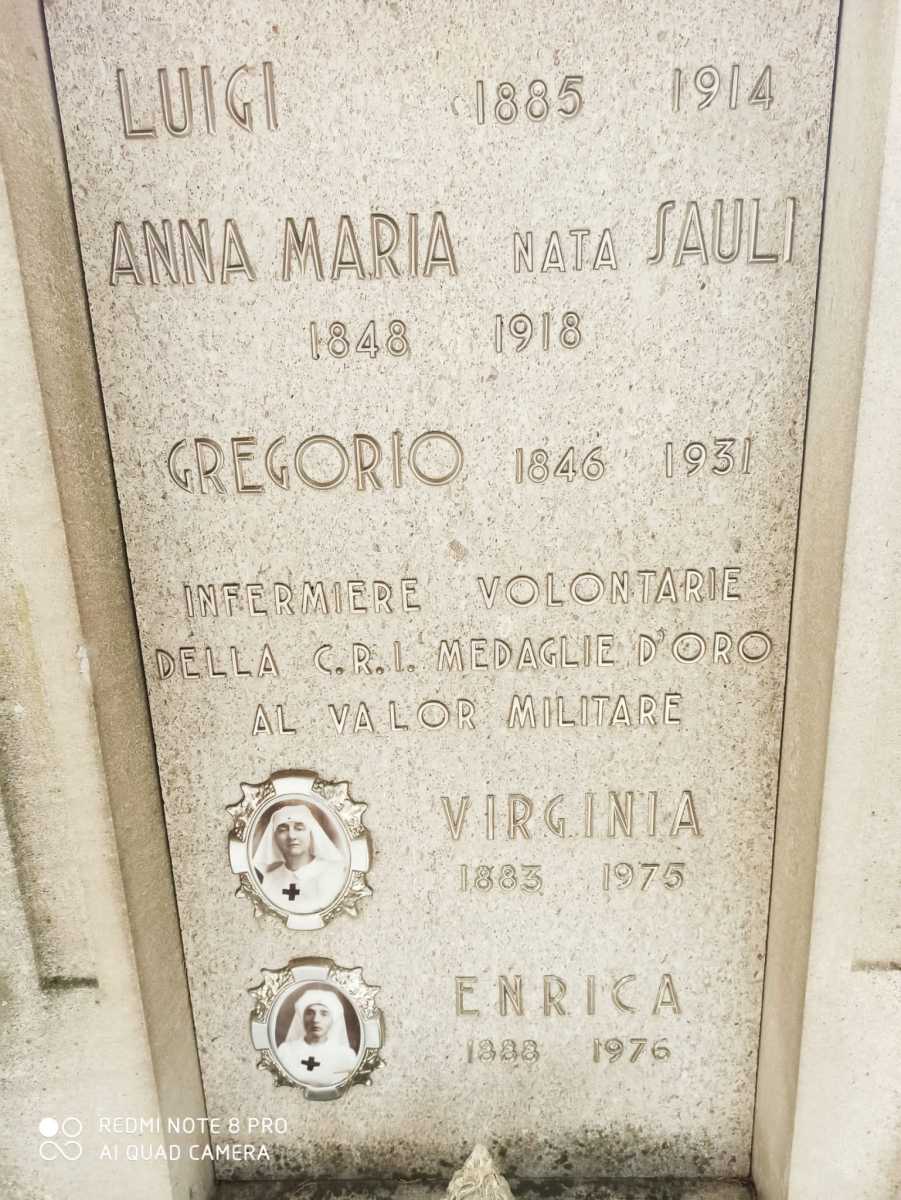 LUIGI 1885 1914
ANNA MARIA NATA SAULI
1848 1918
GREGORIO 1846 1931
INFERMIERE VOLONTARIE
DELLA C.R.I. MEDAGLIE D'ORO
AL VALOR MILITARE
VIRGINIA
1883 1975
ENRICA
1888 1976
REDMI NOTE 8 PRO
AI QUAD CAMERA